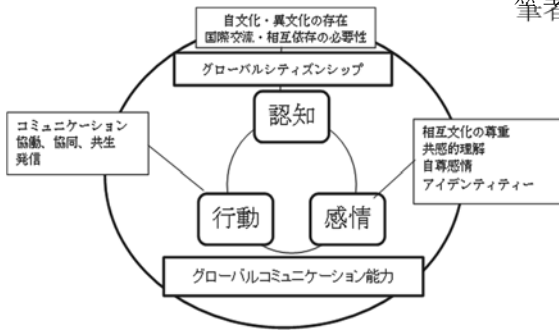 筆者
自文化・異文化の存在
国際交流・相互依存の必要性
グローバルシティズンシップ
認知
コミュニケーション
協働、協同、共生
発信
相互文化の尊重
共感的理解
自尊感情
アイデンティティー
行動
感情
グローバルコミュニケーション能力